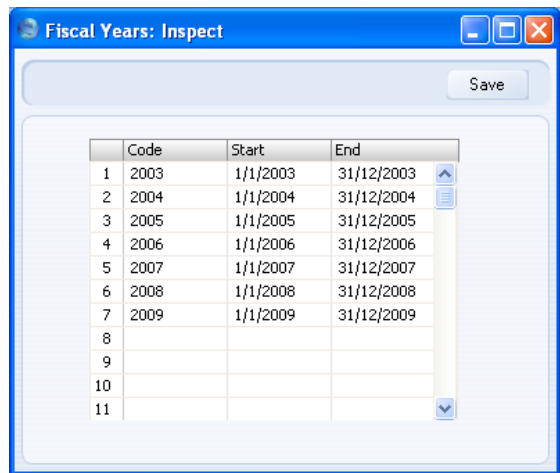 Fiscal Years: Inspect
Save
Code Start End
1 2003 1/1/2003 31/12/2003
2 2004 1/1/2004 31/12/2004
3 2005 1/1/2005 31/12/2005
4 2006 1/1/2006 31/12/2006
5 2007 1/1/2007 31/12/2007
6 2008 1/1/2008 31/12/2008
7 2009 1/1/2009 31/12/2009
8
9
10
11